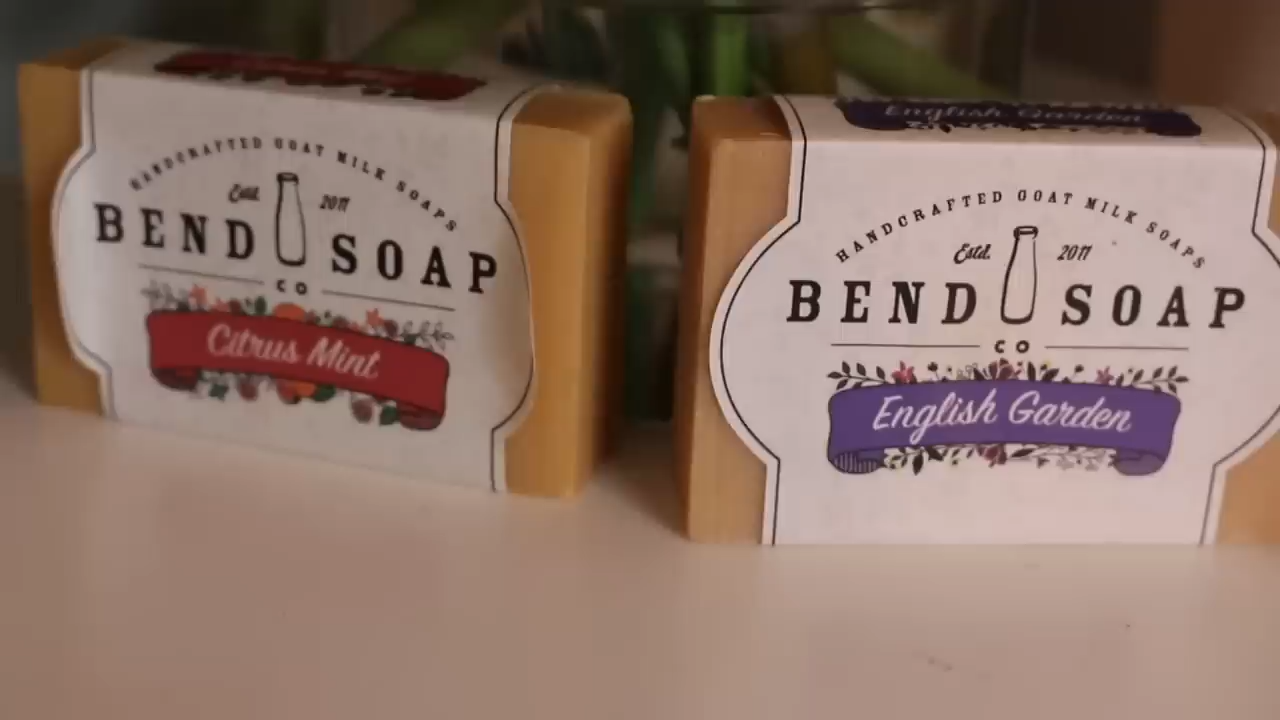 HANDCRAFTED GOAT MILK SOAPS
Estd. 2011
BEND SOAP
CO
Citrus Mint
English Garden
HANDCRAFTED GOAT MILK SOAPS
Estd. 2011
BEND SOAP
CO
English Garden